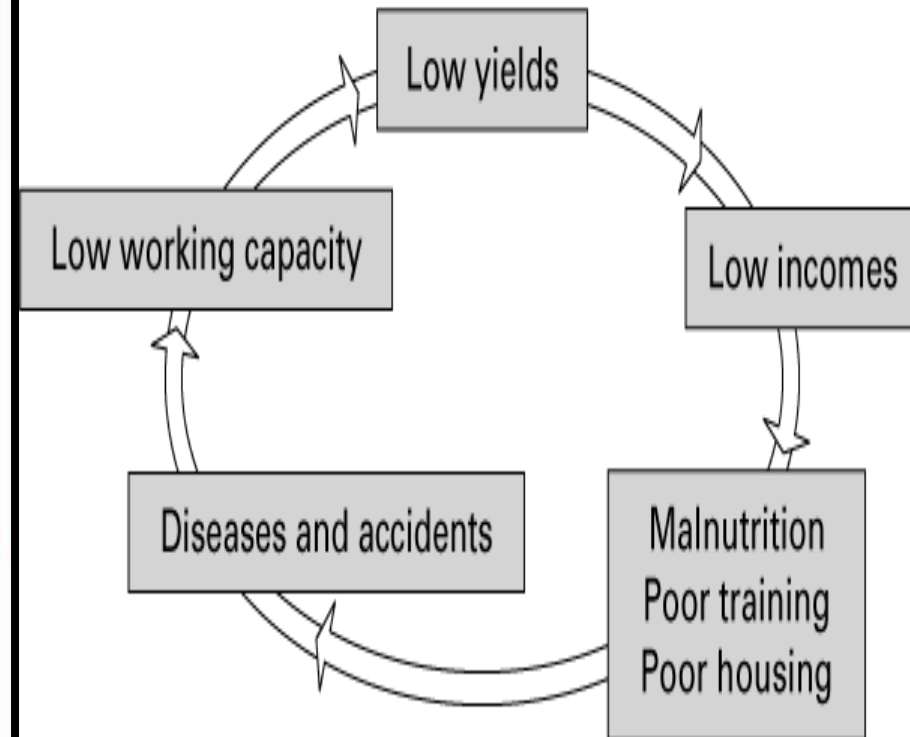 Low yields
Low working capacity
Low incomes
Diseases and accidents
Malnutrition
Poor training
Poor housing